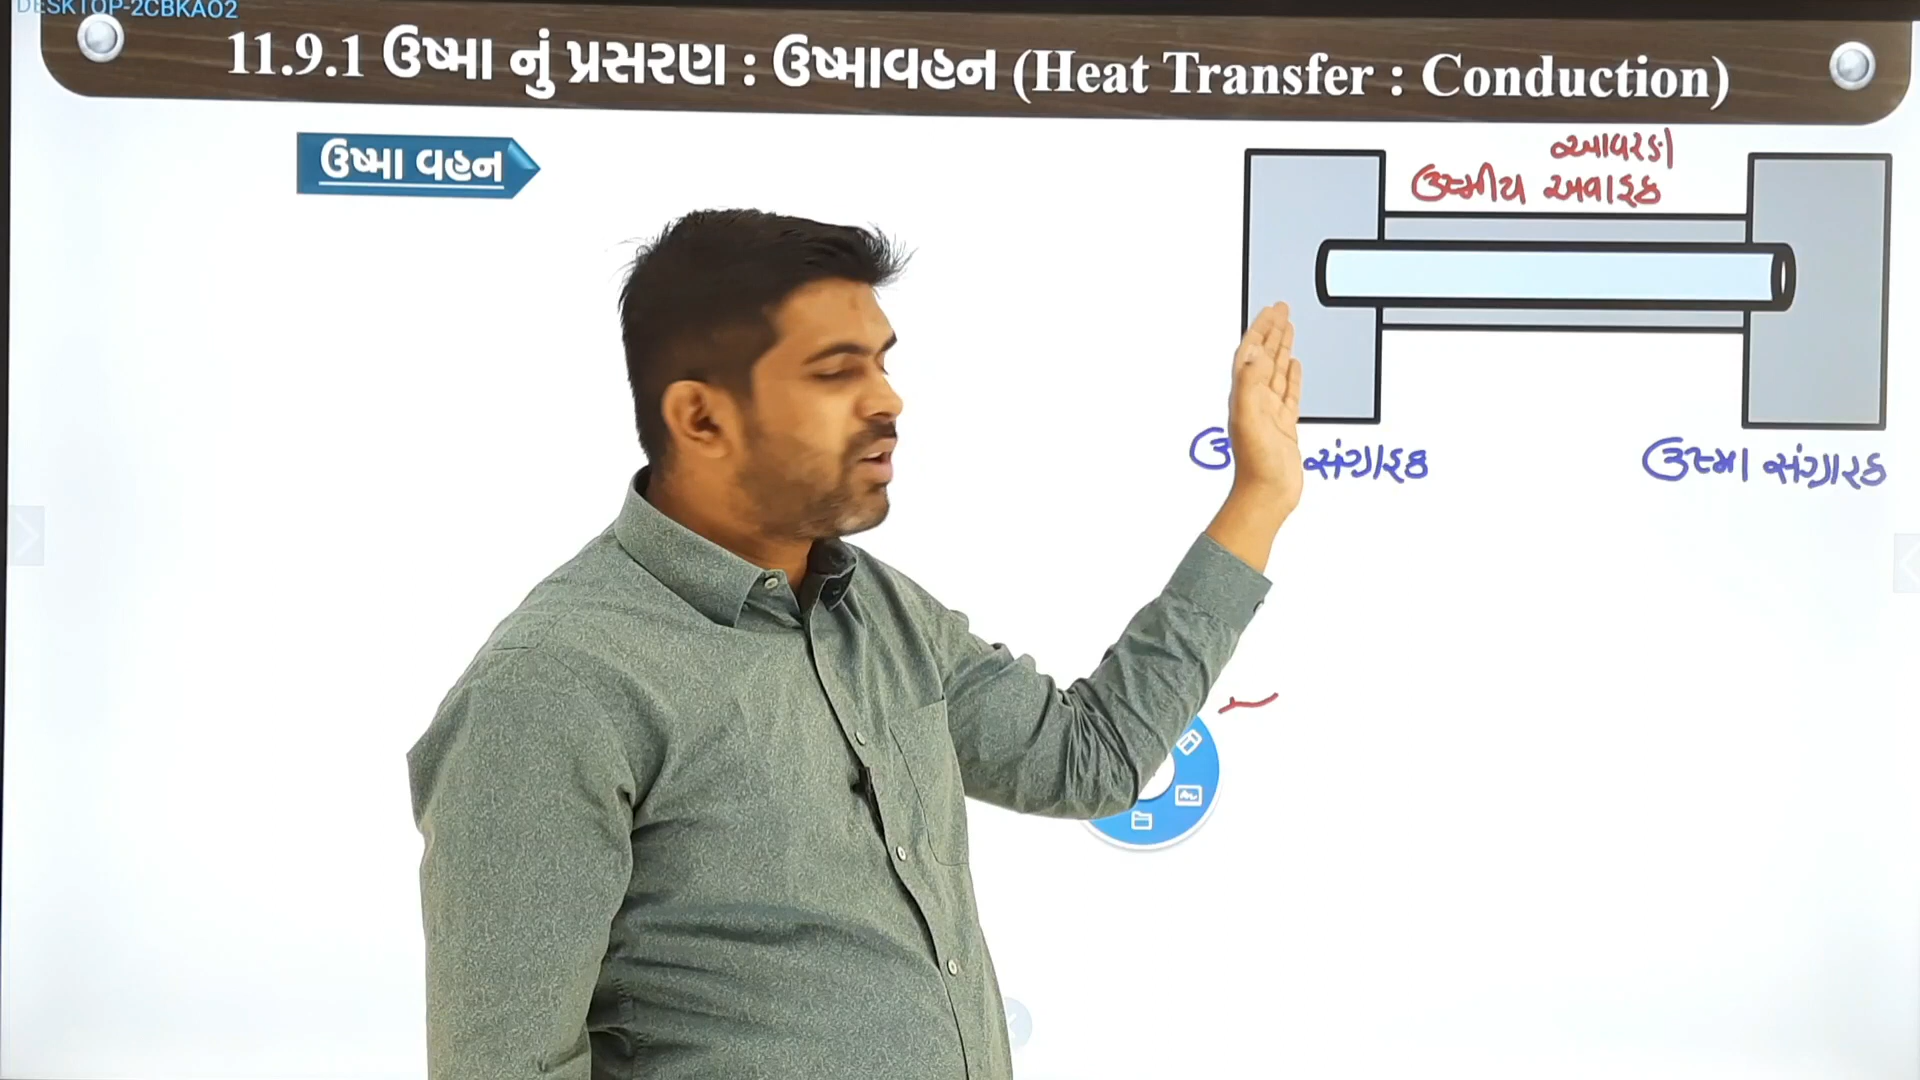 DESKTOP-2CBKAO2
11.9.1 ઉષ્મા નું પ્રસરણ : ઉષ્માવહન (Heat Transfer : Conduction)
ઉષ્મા વહન
આવરણ
ઉષ્મીય અવાહક
સંગ્રાહક
ઉષ્મા સંગ્રાહક